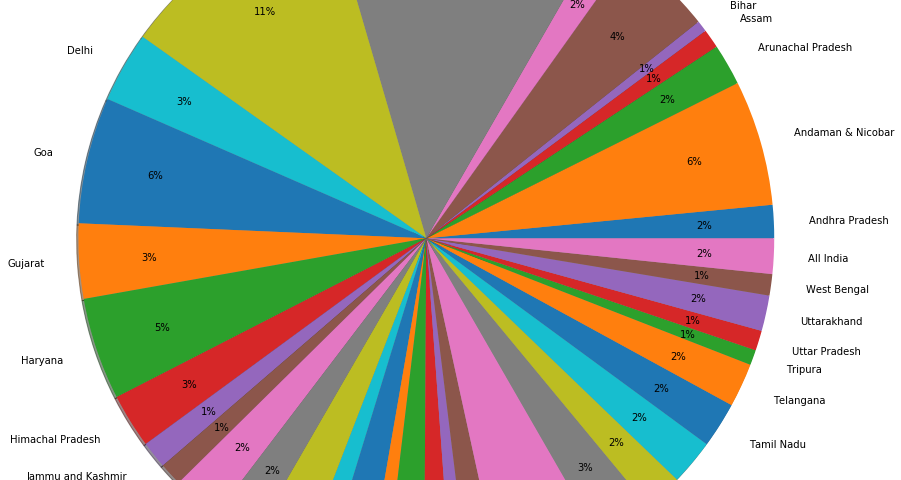 Bihar
2%
11%
Assam
4%
Arunachal Pradesh
Delhi
1%
1%
3%
2%
Andaman & Nicobar
Goa
6%
6%
Andhra Pradesh
2%
2%
All India
Gujarat
3%
1%
West Bengal
2%
Uttarakhand
1%
5%
1%
Uttar Pradesh
2%
Haryana
Tripura
3%
2%
Telangana
1%
2%
1%
Himachal Pradesh
2%
Tamil Nadu
2%
3%
2%
Jammu and Kashmir